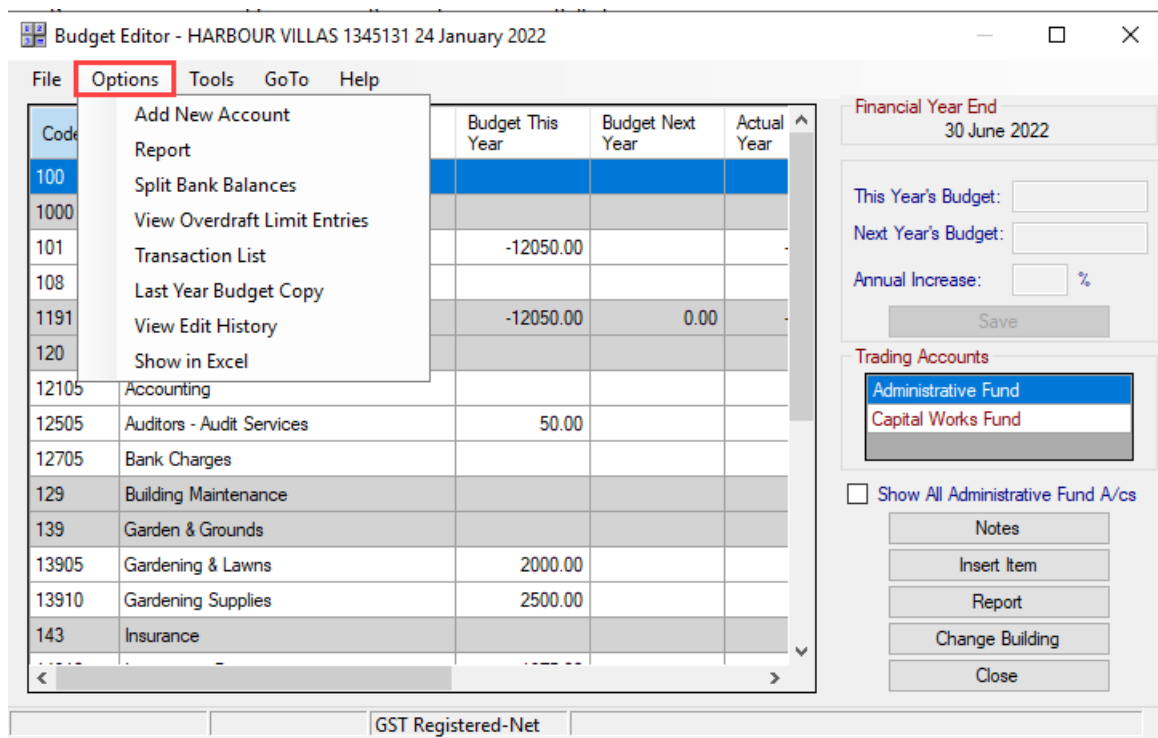 Budget Editor - HARBOUR VILLAS 1345131 24 January 2022
File Options Tools GoTo Help
Add New Account
Report
Split Bank Balances
View Overdraft Limit Entries
Transaction List
Last Year Budget Copy
View Edit History
Show in Excel
Code Budget This Year Budget Next Year Actual Year
100
1000
101 -12050.00 -
108
1191 -12050.00 0.00 -
120
12105 Accounting
12505 Auditors - Audit Services 50.00
12705 Bank Charges
129 Building Maintenance
139 Garden & Grounds
13905 Gardening & Lawns 2000.00
13910 Gardening Supplies 2500.00
143 Insurance
Financial Year End
30 June 2022
This Year's Budget:
Next Year's Budget:
Annual Increase: %
Save
Trading Accounts
Administrative Fund
Capital Works Fund
Show All Administrative Fund A/cs
Notes
Insert Item
Report
Change Building
Close
GST Registered-Net